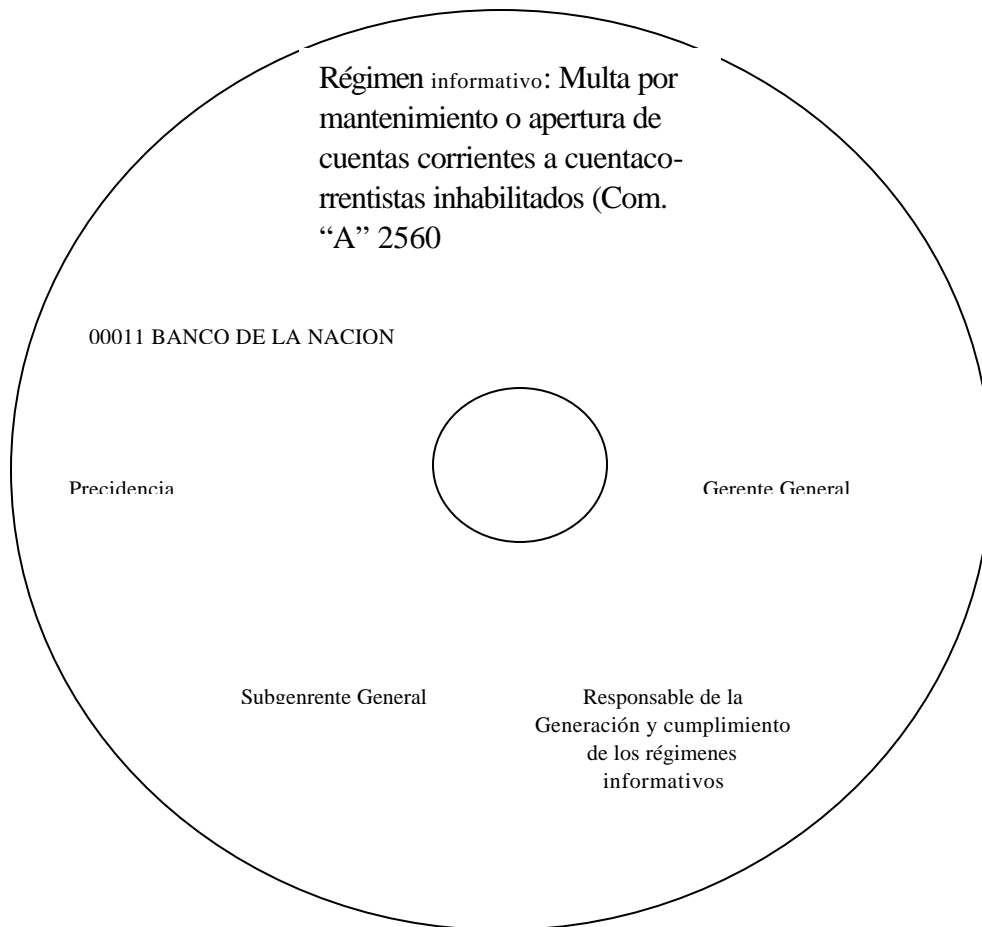 Régimen informativo: Multa por
mantenimiento o apertura de
cuentas corrientes a cuentaco-
rrentistas inhabilitados (Com.
“A” 2560
00011 BANCO DE LA NACION
Precidencia
Gerente General
Subgenrente General
Responsable de la
Generación y cumplimiento
de los régimenes
informativos